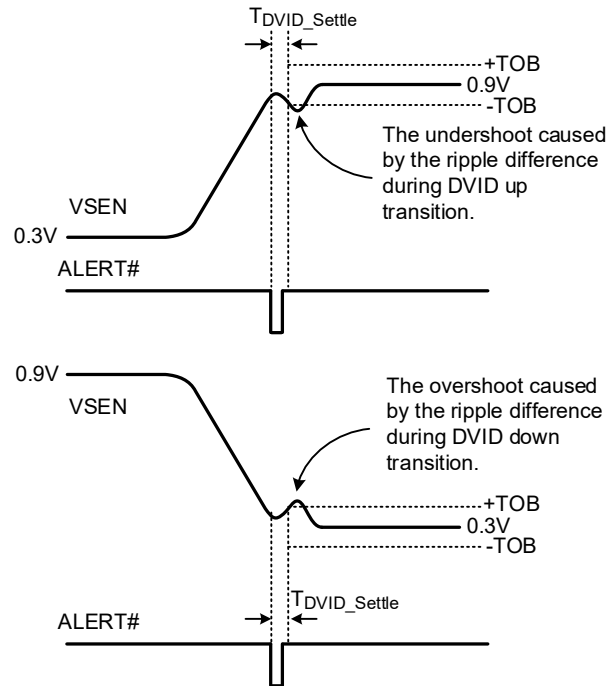 TDVID_Settle
+TOB
0.9V
-TOB
The undershoot caused
by the ripple difference
during DVID up
transition.
VSEN
0.3V
ALERT#
0.9V
VSEN
The overshoot caused
by the ripple difference
during DVID down
transition.
+TOB
0.3V
-TOB
TDVID_Settle
ALERT#